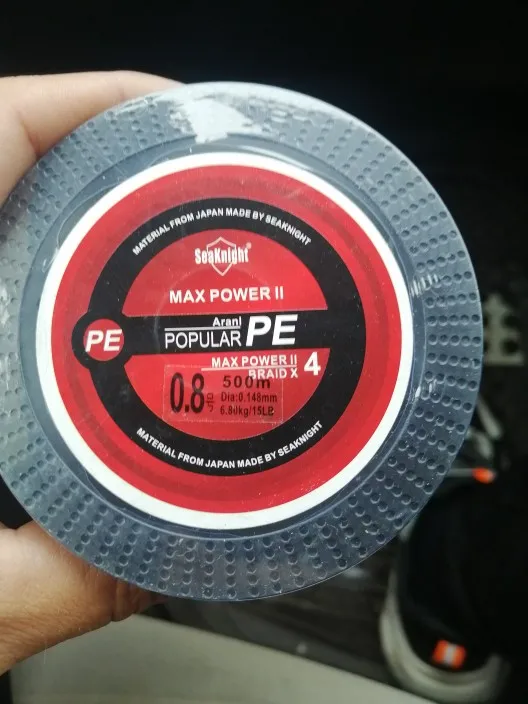 MATERIAL FROM JAPAN MADE BY SEAKNIGHT
SeaKnight®
MAX POWER II
PE
Arani
POPULAR PE
MAX POWER II
BRAID X 4
0.8
500m
Dia:0.148mm
6.80kg/15LB
MATERIAL FROM JAPAN MADE BY SEAKNIGHT